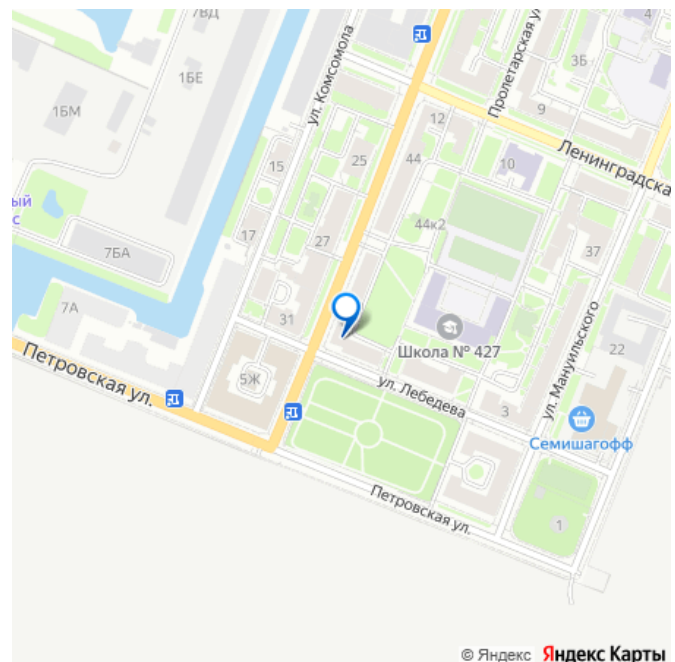 7ВД
4
1БЕ
3Б
ул. Комсомола
Пролетарская ул.
1БМ
9
12
Ленинградска
15
25
44
10
ый
с
17
44к2
27
37
7БА
7А
31
Школа № 427
22
Петровская ул.
5Ж
ул. Лебедева
ул. Мануильского
3
Семишагофф
Петровская ул.
1
© Яндекс Яндекс Карты